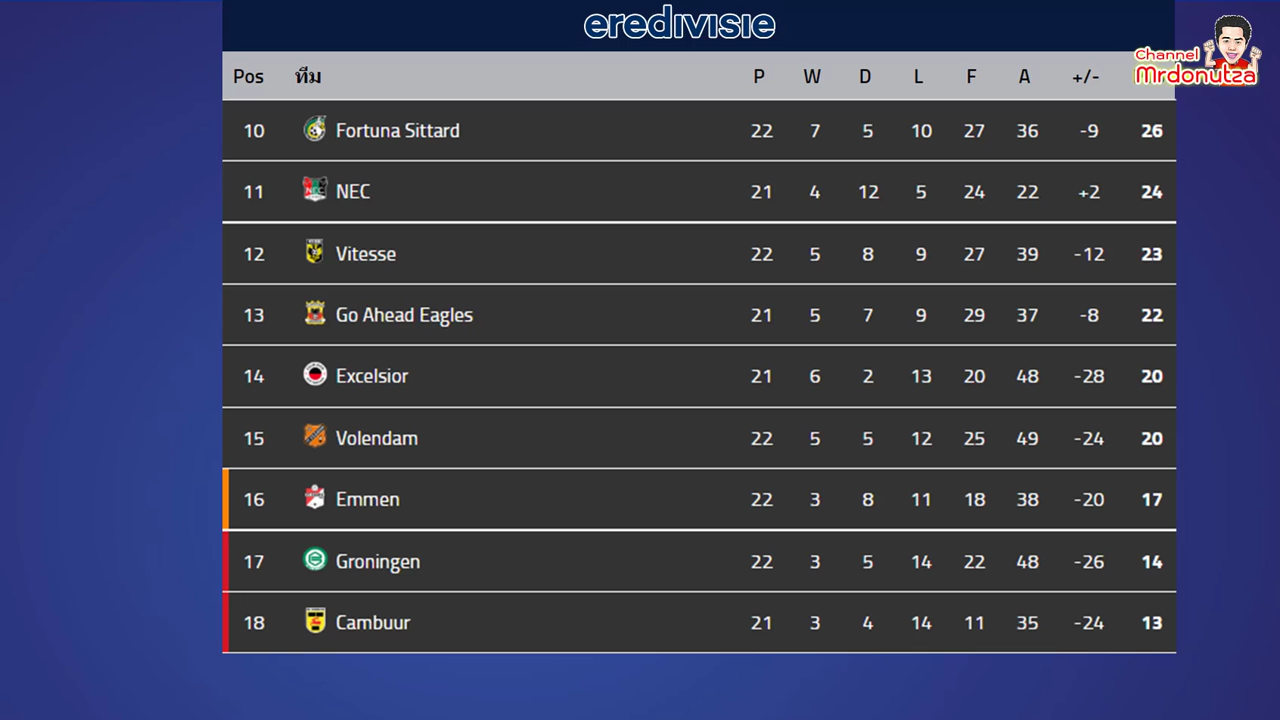 eredivisie
Channel
Mrdonutza
Pos ทีม P W D L F A +/-
10 Fortuna Sittard 22 7 5 10 27 36 -9 26
11 NEC 21 4 12 5 24 22 +2 24
12 Vitesse 22 5 8 9 27 39 -12 23
13 Go Ahead Eagles 21 5 7 9 29 37 -8 22
14 Excelsior 21 6 2 13 20 48 -28 20
15 Volendam 22 5 5 12 25 49 -24 20
16 Emmen 22 3 8 11 18 38 -20 17
17 Groningen 22 3 5 14 22 48 -26 14
18 Cambuur 21 3 4 14 11 35 -24 13